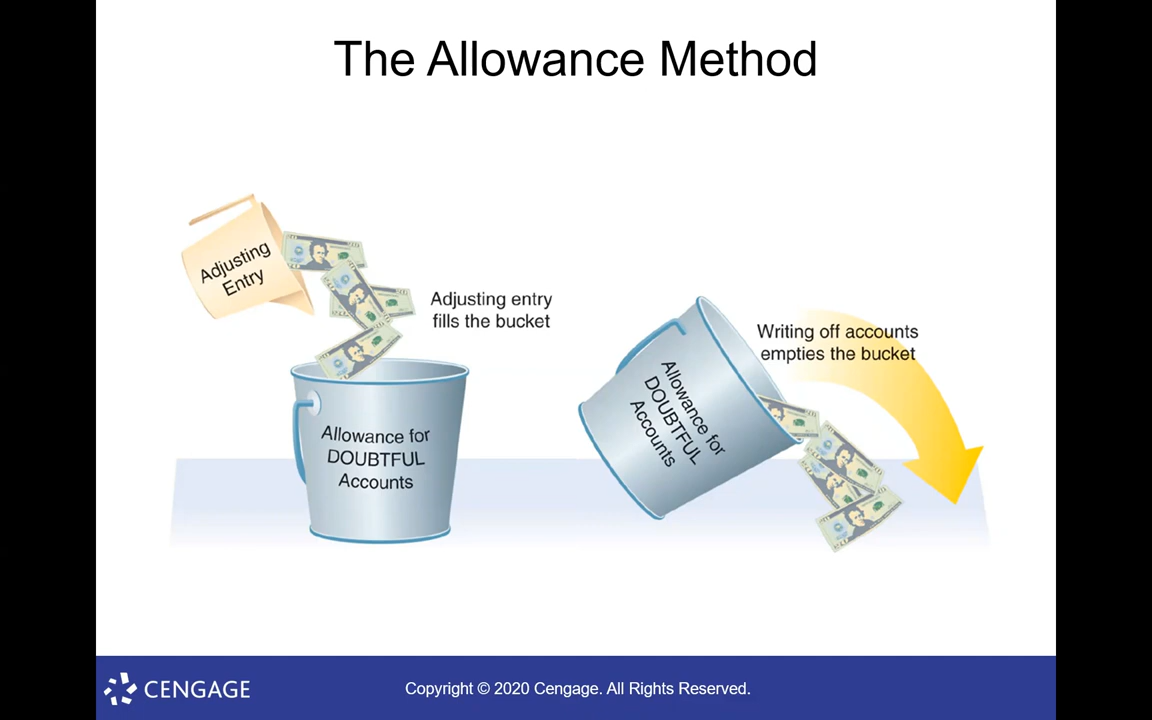 The Allowance Method
Adjusting
Entry
Adjusting entry
fills the bucket
Allowance for
DOUBTFUL
Accounts
Writing off accounts
empties the bucket
Allowance for
DOUBTFUL
Accounts
CENGAGE
Copyright © 2020 Cengage. All Rights Reserved.